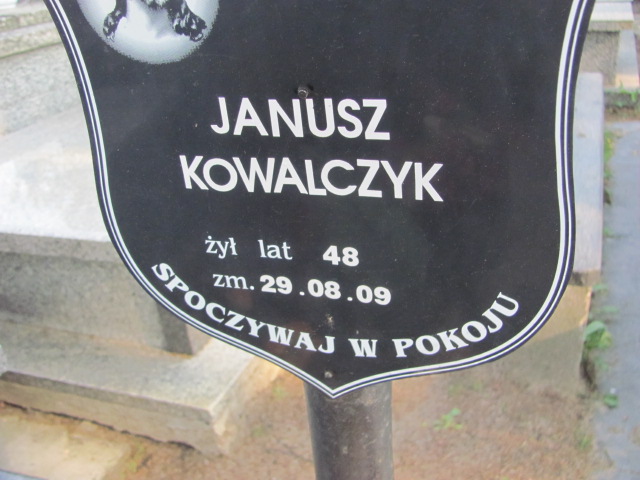 JANUSZ
KOWALCZYK
żył lat 48
zm. 29.08.09
SPOCZYWAJ W POKOJU